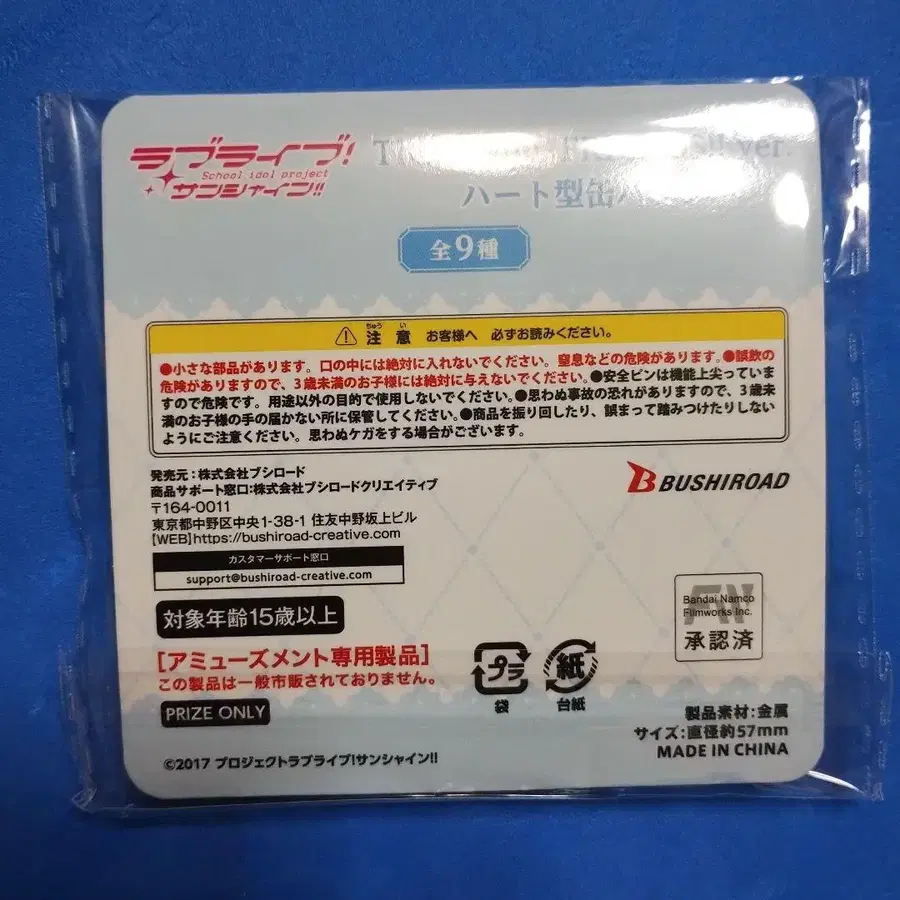 ラブライブ!
School idol project
サンシャイン!!
ver.
ハート型缶
全9種
ちゅう い
注意 お客様へ 必ずお読みください。
●小さな部品があります。口の中には絶対に入れないでください。窒息などの危険があります。●誤飲の
危険がありますので、3歳未満のお子様には絶対に与えないでください。●安全ピンは機能上尖っていま
すので危険です。用途以外の目的で使用しないでください。●思わぬ事故の恐れがありますので、3歳未
満のお子様の手の届かない所に保管してください。●商品を振り回したり、誤まって踏みつけたりしない
ようにご注意ください。思わぬケガをする場合がございます。
発売元:株式会社ブシロード
商品サポート窓口:株式会社ブシロードクリエイティブ
〒164-0011
東京都中野区中央1-38-1 住友中野坂上ビル
【WEB】https://bushiroad-creative.com
BUSHIROAD
カスタマーサポート窓口
support@bushiroad-creative.com
対象年齢15歳以上
Bandai Namco
Filmworks Inc.
承認済
[アミューズメント専用製品]
この製品は一般市販されておりません。
PRIZE ONLY
プラ
袋
紙
台紙
製品素材:金属
サイズ:直径約57mm
MADE IN CHINA
©2017 プロジェクトラブライブ!サンシャイン!!